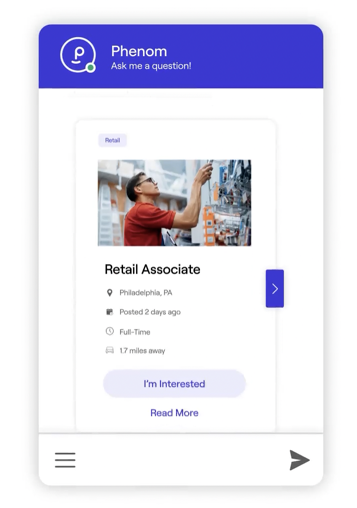 Phenom
Ask me a question!
Retail
Retail Associate
Philadelphia, PA
Posted 2 days ago
Full-Time
1.7 miles away
I'm Interested
Read More